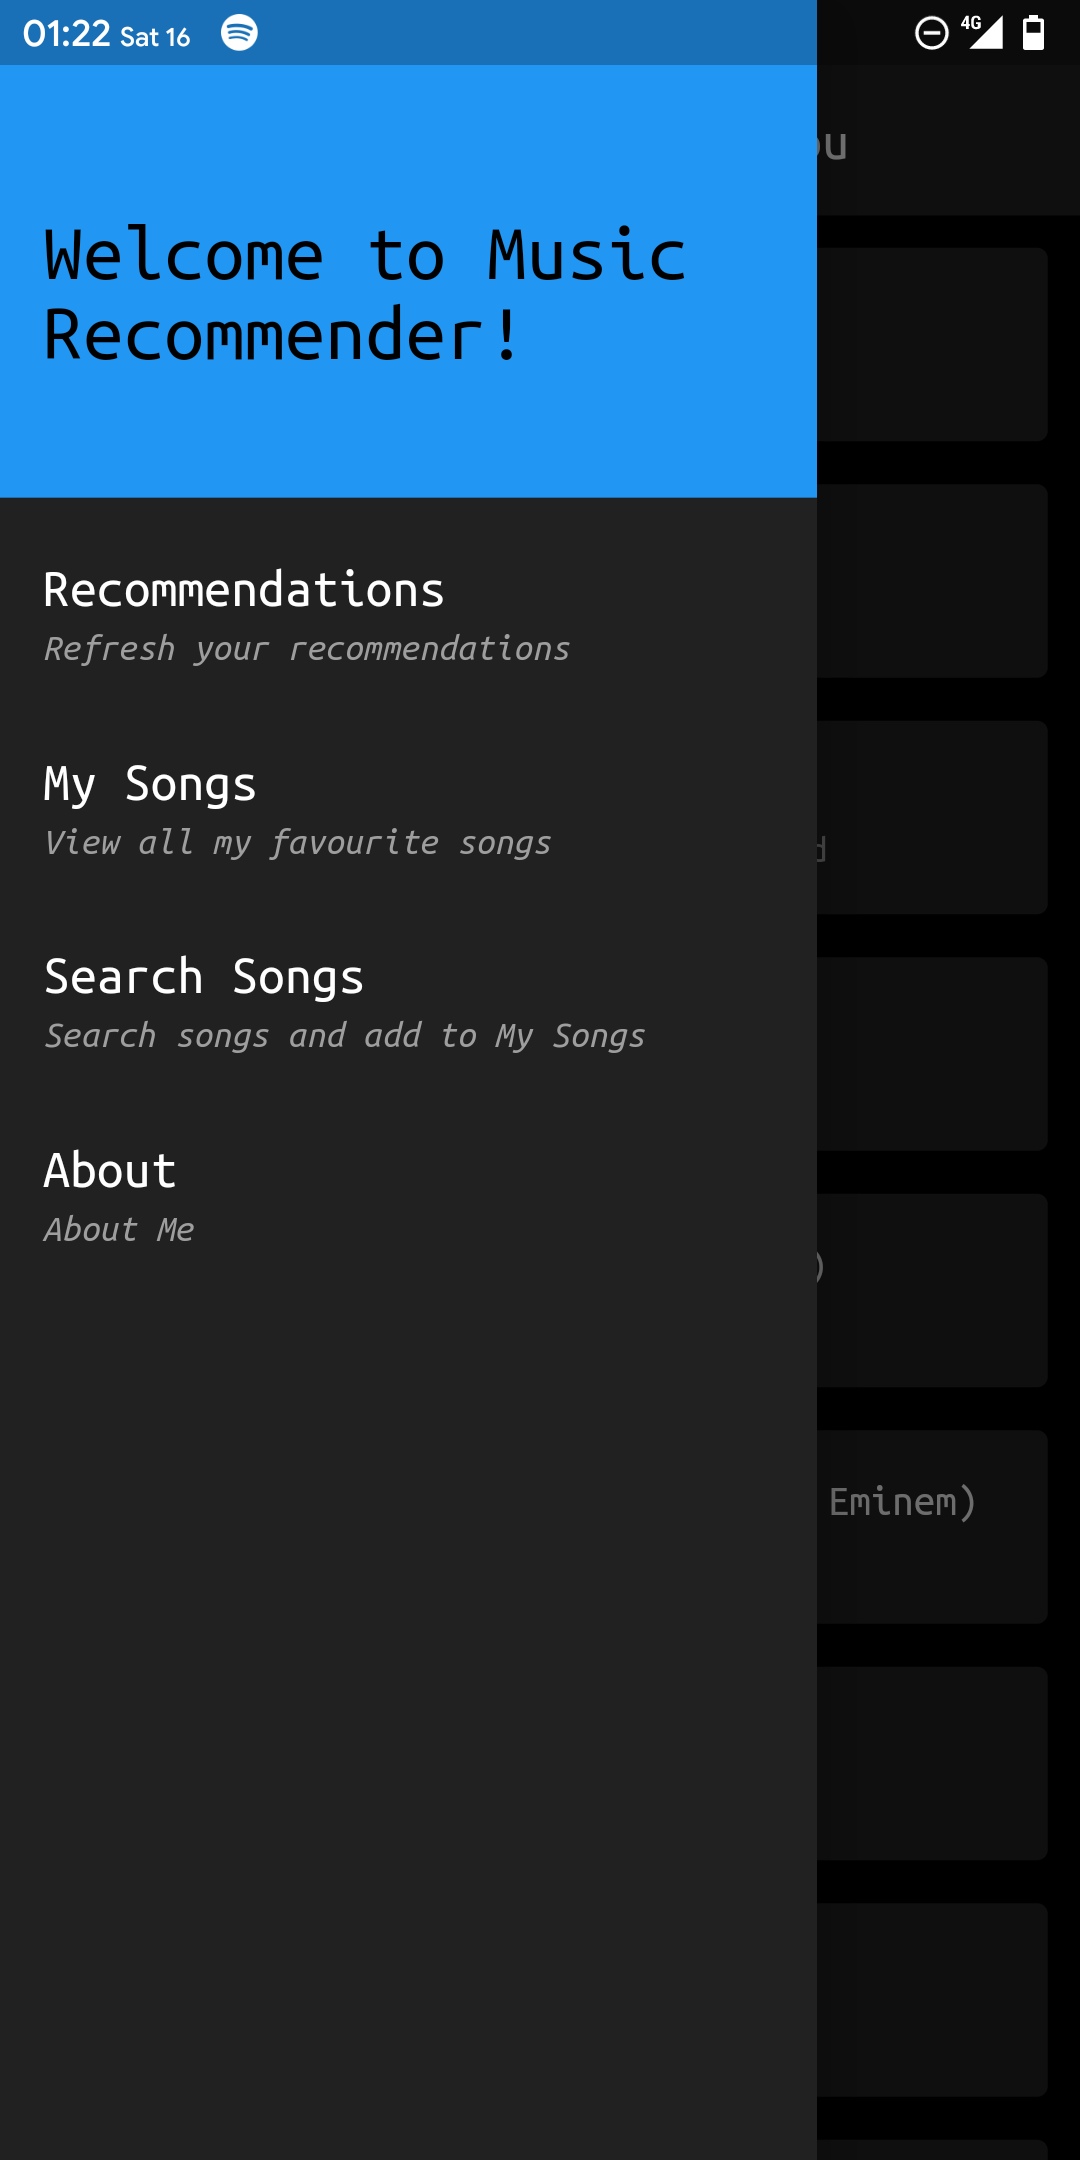 01:22 Sat 16
4G
Welcome to Music
Recommender!
Recommendations
Refresh your recommendations
My Songs
View all my favourite songs
Search Songs
Search songs and add to My Songs
About
About Me
Eminem)